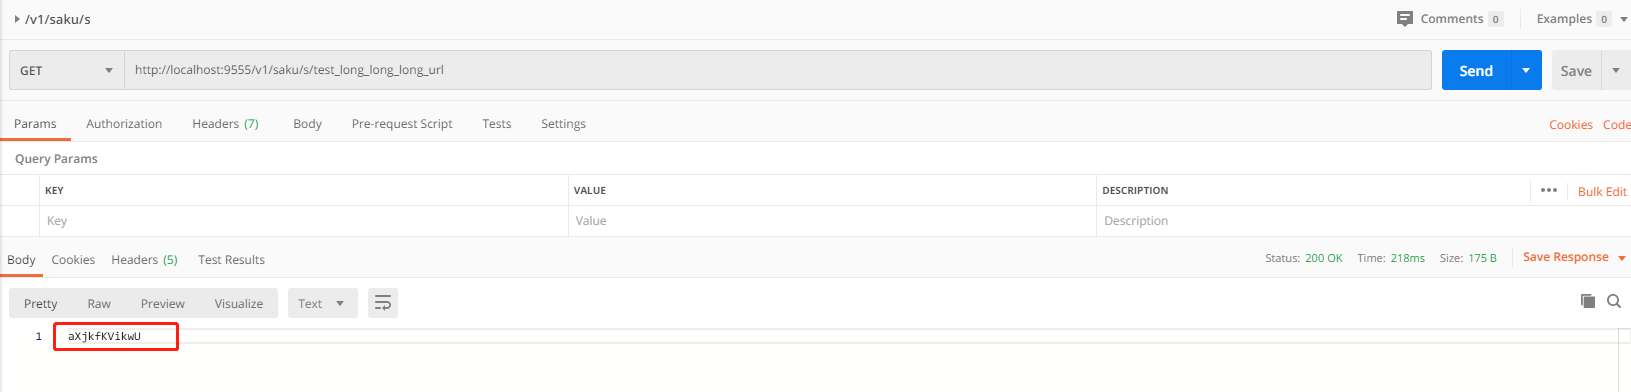 /v1/saku/s Comments 0 Examples 0
GET http://localhost:9555/v1/saku/s/test_long_long_long_url Send Save
Params Authorization Headers (7) Body Pre-request Script Tests Settings Cookies Code
Query Params
KEY VALUE DESCRIPTION ••• Bulk Edit
Key Value Description
Body Cookies Headers (5) Test Results Status: 200 OK Time: 218ms Size: 175 B Save Response
Pretty Raw Preview Visualize Text
1 aXjkfKVikwU